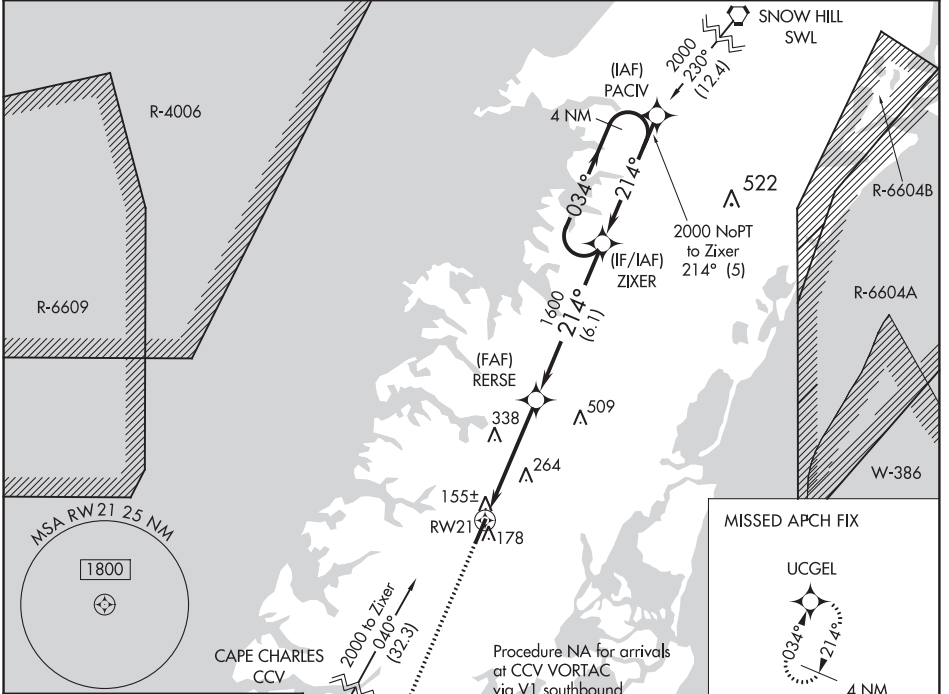 SNOW HILL
SWL
2000
230°
(12.4)
(IAF)
PACIV
4 NM
R-4006
034°
214°
522
R-6604B
2000 NoPT
to Zixer
214° (5)
(IF/IAF)
ZIXER
R-6609
R-6604A
1600
214°
(6.1)
(FAF)
RERSE
338
509
264
W-386
155±
RW21
178
MSA RW21 25 NM
1800
MISSED APCH FIX
UCGEL
034°
214°
4 NM
2000 to Zixer
040°
(32.3)
CAPE CHARLES
CCV
Procedure NA for arrivals
at CCV VORTAC
via V1 southbound